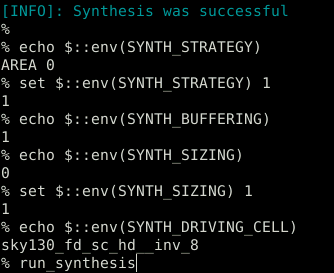 [INFO]: Synthesis was successful
%
% echo $::env(SYNTH_STRATEGY)
AREA 0
% set $::env(SYNTH_STRATEGY) 1
1
% echo $::env(SYNTH_BUFFERING)
1
% echo $::env(SYNTH_SIZING)
0
% set $::env(SYNTH_SIZING) 1
1
% echo $::env(SYNTH_DRIVING_CELL)
sky130_fd_sc_hd__inv_8
% run_synthesis